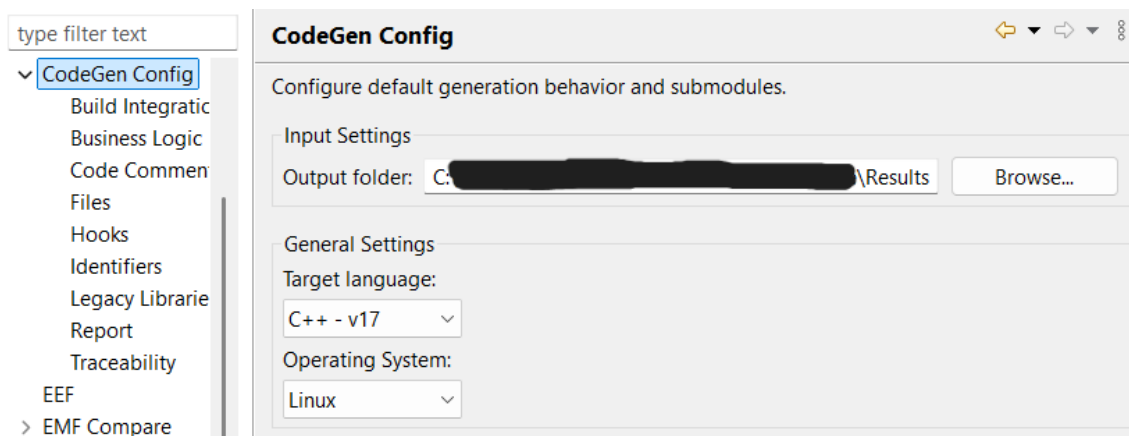 type filter text
CodeGen Config
Build Integratic
Business Logic
Code Commen
Files
Hooks
Identifiers
Legacy Librarie
Report
Traceability
EEF
EMF Compare
CodeGen Config
Configure default generation behavior and submodules.
Input Settings
Output folder: C:\Results Browse...
General Settings
Target language:
C++ - v17
Operating System:
Linux